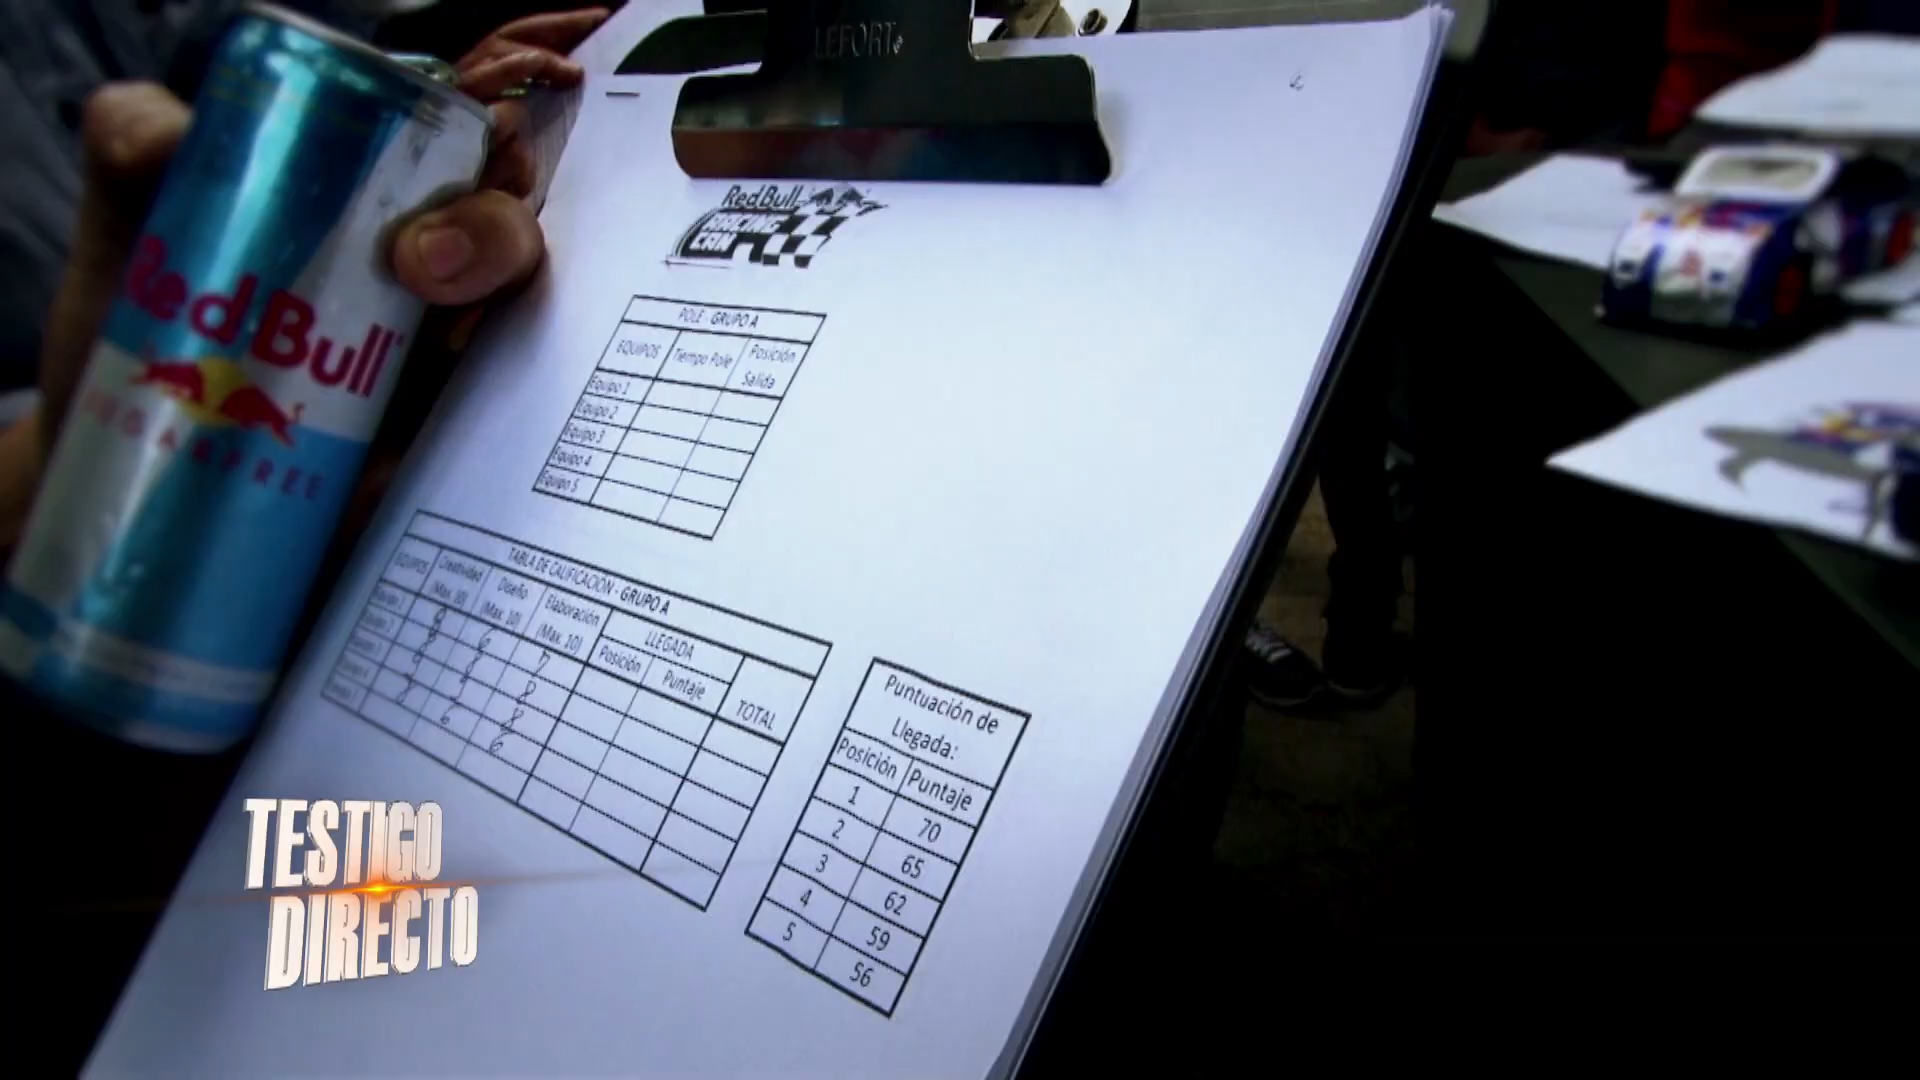 LEFORT
Red Bull
SUGARFREE
Red Bull
RACING
CAN
POLE - GRUPO A
EQUIPOS Tiempo Pole Posición Salida
Equipo 1
Equipo 2
Equipo 3
Equipo 4
Equipo 5
TABLA DE CALIFICACIÓN - GRUPO A
EQUIPOS Creatividad (Max. 10) Diseño (Max. 10) Elaboración (Max. 10) LLEGADA
Posición Puntaje TOTAL
Puntuación de
Llegada:
Posición Puntaje
1 70
2 65
3 62
4 59
5 56
TESTIGO
DIRECTO